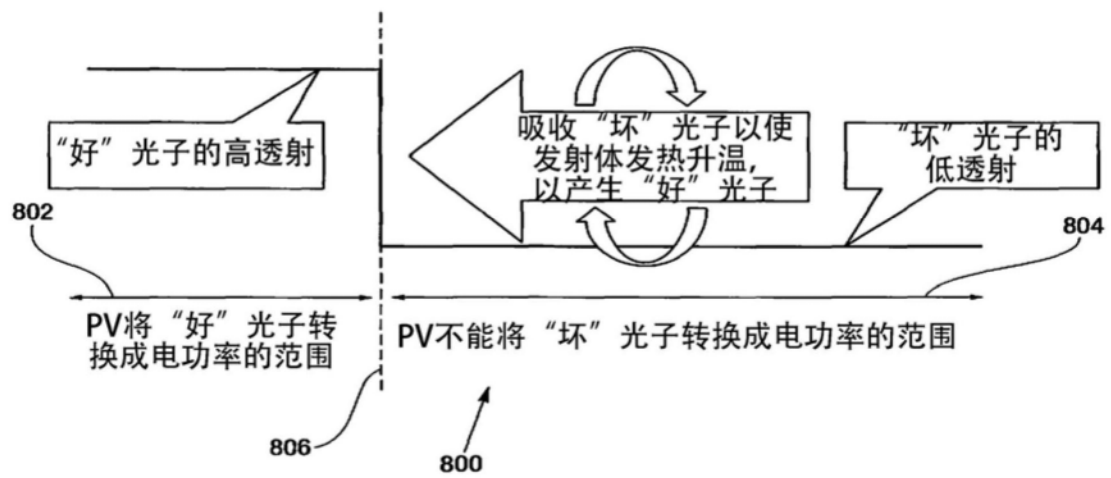 “好”光子的高透射
吸收“坏”光子以使
发射体发热升温，
以产生“好”光子
“坏”光子的
低透射
802
804
PV将“好”光子转
换成电功率的范围
PV不能将“坏”光子转换成电功率的范围
806
800